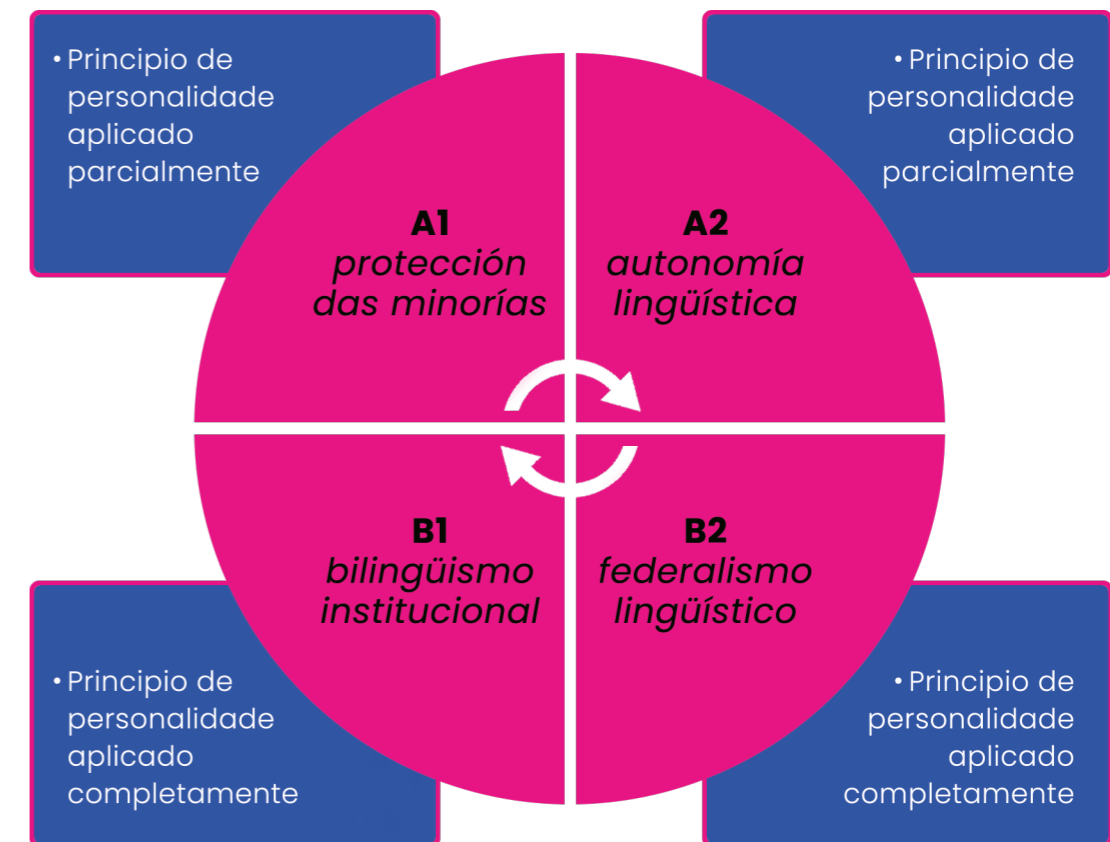 • Principio de
personalidade
aplicado
parcialmente
• Principio de
personalidade
aplicado
parcialmente
A1
protección
das minorías
A2
autonomía
lingüística
B1
bilingüismo
institucional
B2
federalismo
lingüístico
• Principio de
personalidade
aplicado
completamente
• Principio de
personalidade
aplicado
completamente